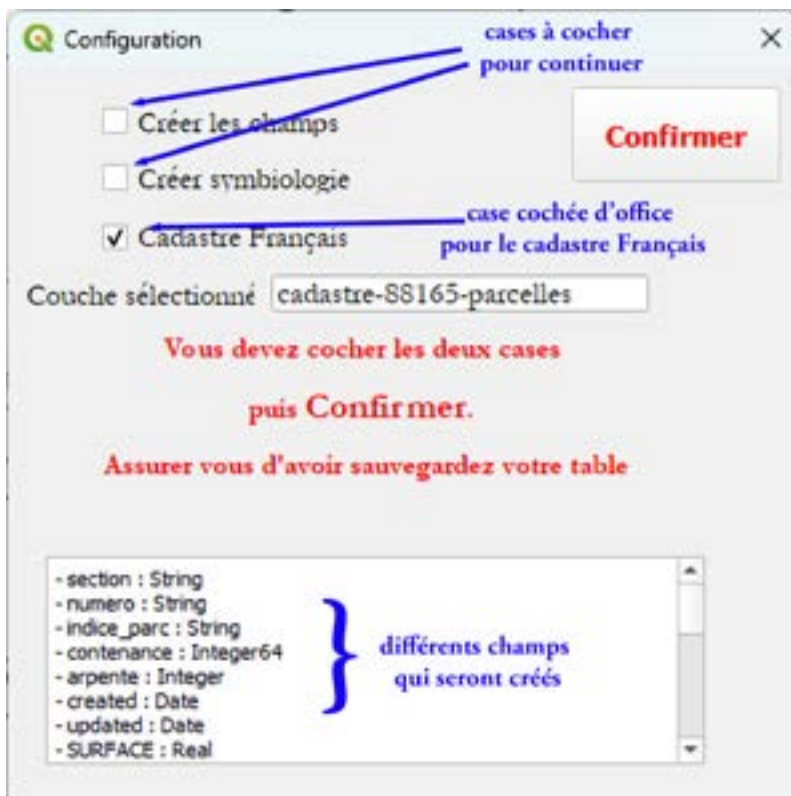 Configuration
cases à cocher
pour continuer
Créer les champs
Confirmer
Créer symbiologie
case cochée d'office
pour le cadastre Français
Cadastre Français
Couche sélectionné cadastre-88165-parcelles
Vous devez cocher les deux cases
puis Confirmer.
Assurer vous d'avoir sauvegardez votre table
- section : String
- numero : String
- indice_parc : String
- contenance : Integer64
- arpente : Integer
- created : Date
- updated : Date
- SURFACE : Real
différents champs
qui seront créés